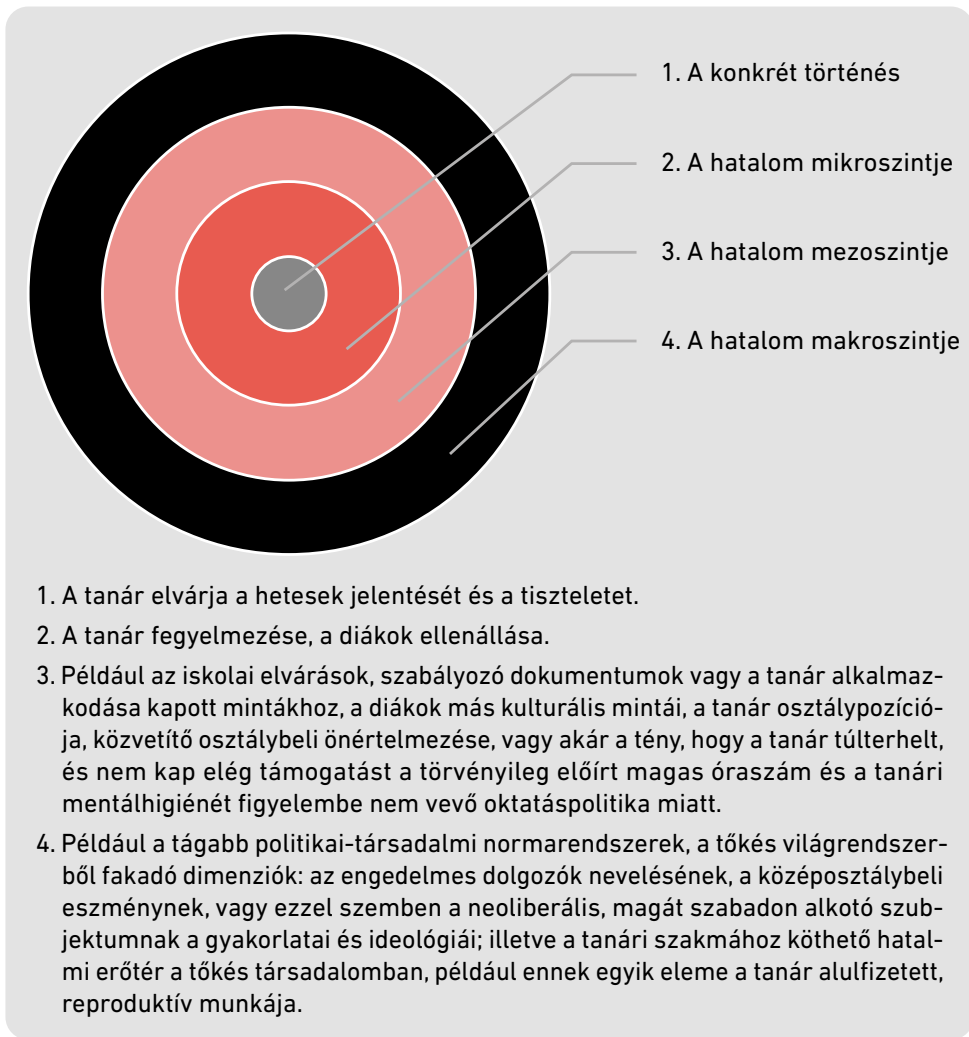 1. A konkrét történés
2. A hatalom mikroszintje
3. A hatalom mezoszintje
4. A hatalom makroszintje
1. A tanár elvárja a hetesek jelentését és a tiszteletet.
2. A tanár fegyelmezése, a diákok ellenállása.
3. Például az iskolai elvárások, szabályozó dokumentumok vagy a tanár alkalmaz-
kodása kapott mintákhoz, a diákok más kulturális mintái, a tanár osztálypozíció-
ja, közvetítő osztálybeli önértelmezése, vagy akár a tény, hogy a tanár túlterhelt,
és nem kap elég támogatást a törvényileg előírt magas óraszám és a tanári
mentálhigiénét figyelembe nem vevő oktatáspolitika miatt.
4. Például a tágabb politikai-társadalmi normarendszerek, a tőkés világrendszer-
ből fakadó dimenziók: az engedelmes dolgozók nevelésének, a középosztálybeli
eszménynek, vagy ezzel szemben a neoliberális, magát szabadon alkotó szub-
jektumnak a gyakorlatai és ideológiái; illetve a tanári szakmához köthető hatal-
mi erőtér a tőkés társadalomban, például ennek egyik eleme a tanár alulfizetett,
reproduktív munkája.